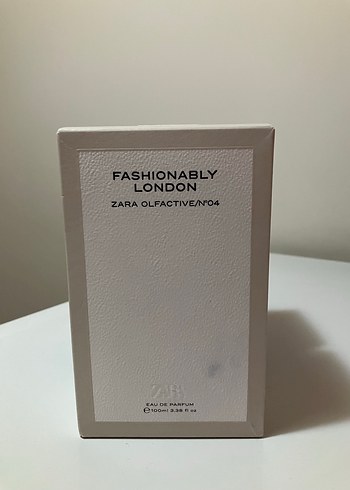 FASHIONABLY
LONDON
ZARA OLFACTIVE/Nº04
ZARA
EAU DE PARFUM
℮100ml 3.38 fl oz